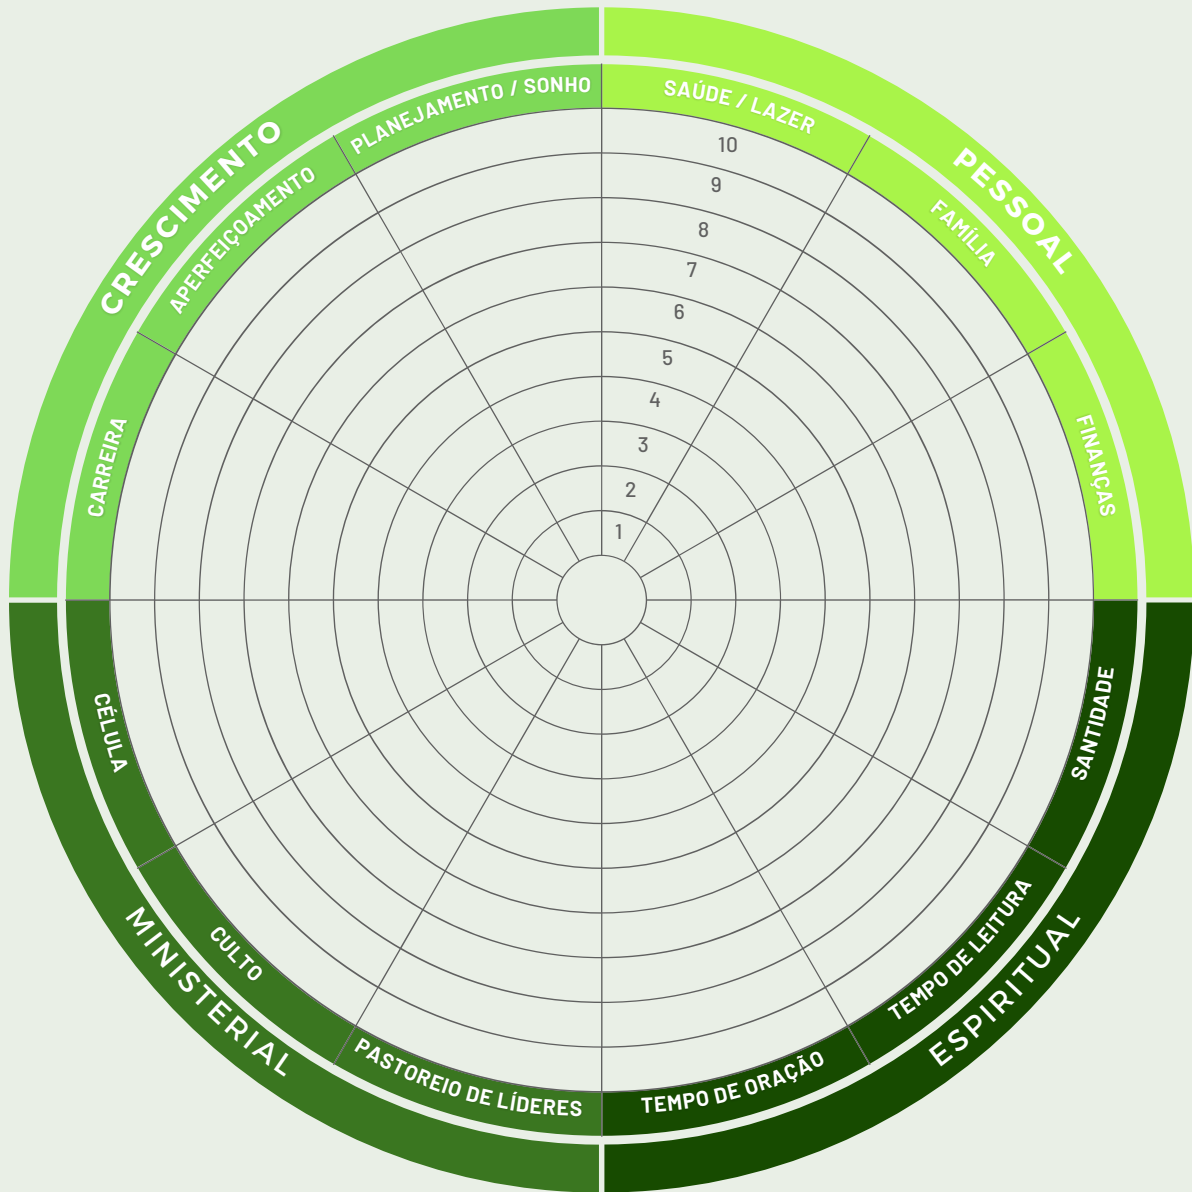 CRESCIMENTO
PESSOAL
PLANEJAMENTO / SONHO
SAÚDE / LAZER
APERFEIÇOAMENTO
FAMÍLIA
CARREIRA
FINANÇAS
10
9
8
7
6
5
4
3
2
1
CÉLULA
SANTIDADE
CULTO
TEMPO DE LEITURA
PASTOREIO DE LÍDERES
TEMPO DE ORAÇÃO
MINISTERIAL
ESPIRITUAL